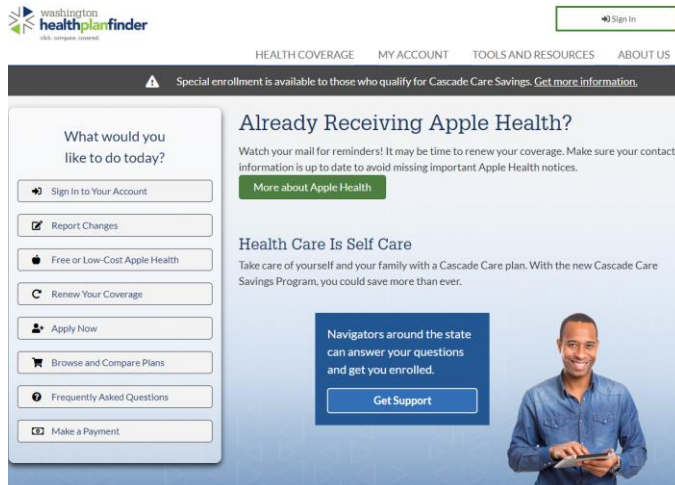 washington
healthplanfinder
click. compare. covered.
Sign In
HEALTH COVERAGE MY ACCOUNT TOOLS AND RESOURCES ABOUT US
Special enrollment is available to those who qualify for Cascade Care Savings. Get more information.
What would you
like to do today?
Sign In to Your Account
Report Changes
Free or Low-Cost Apple Health
Renew Your Coverage
Apply Now
Browse and Compare Plans
Frequently Asked Questions
Make a Payment
Already Receiving Apple Health?
Watch your mail for reminders! It may be time to renew your coverage. Make sure your contact
information is up to date to avoid missing important Apple Health notices.
More about Apple Health
Health Care Is Self Care
Take care of yourself and your family with a Cascade Care plan. With the new Cascade Care
Savings Program, you could save more than ever.
Navigators around the state
can answer your questions
and get you enrolled.
Get Support